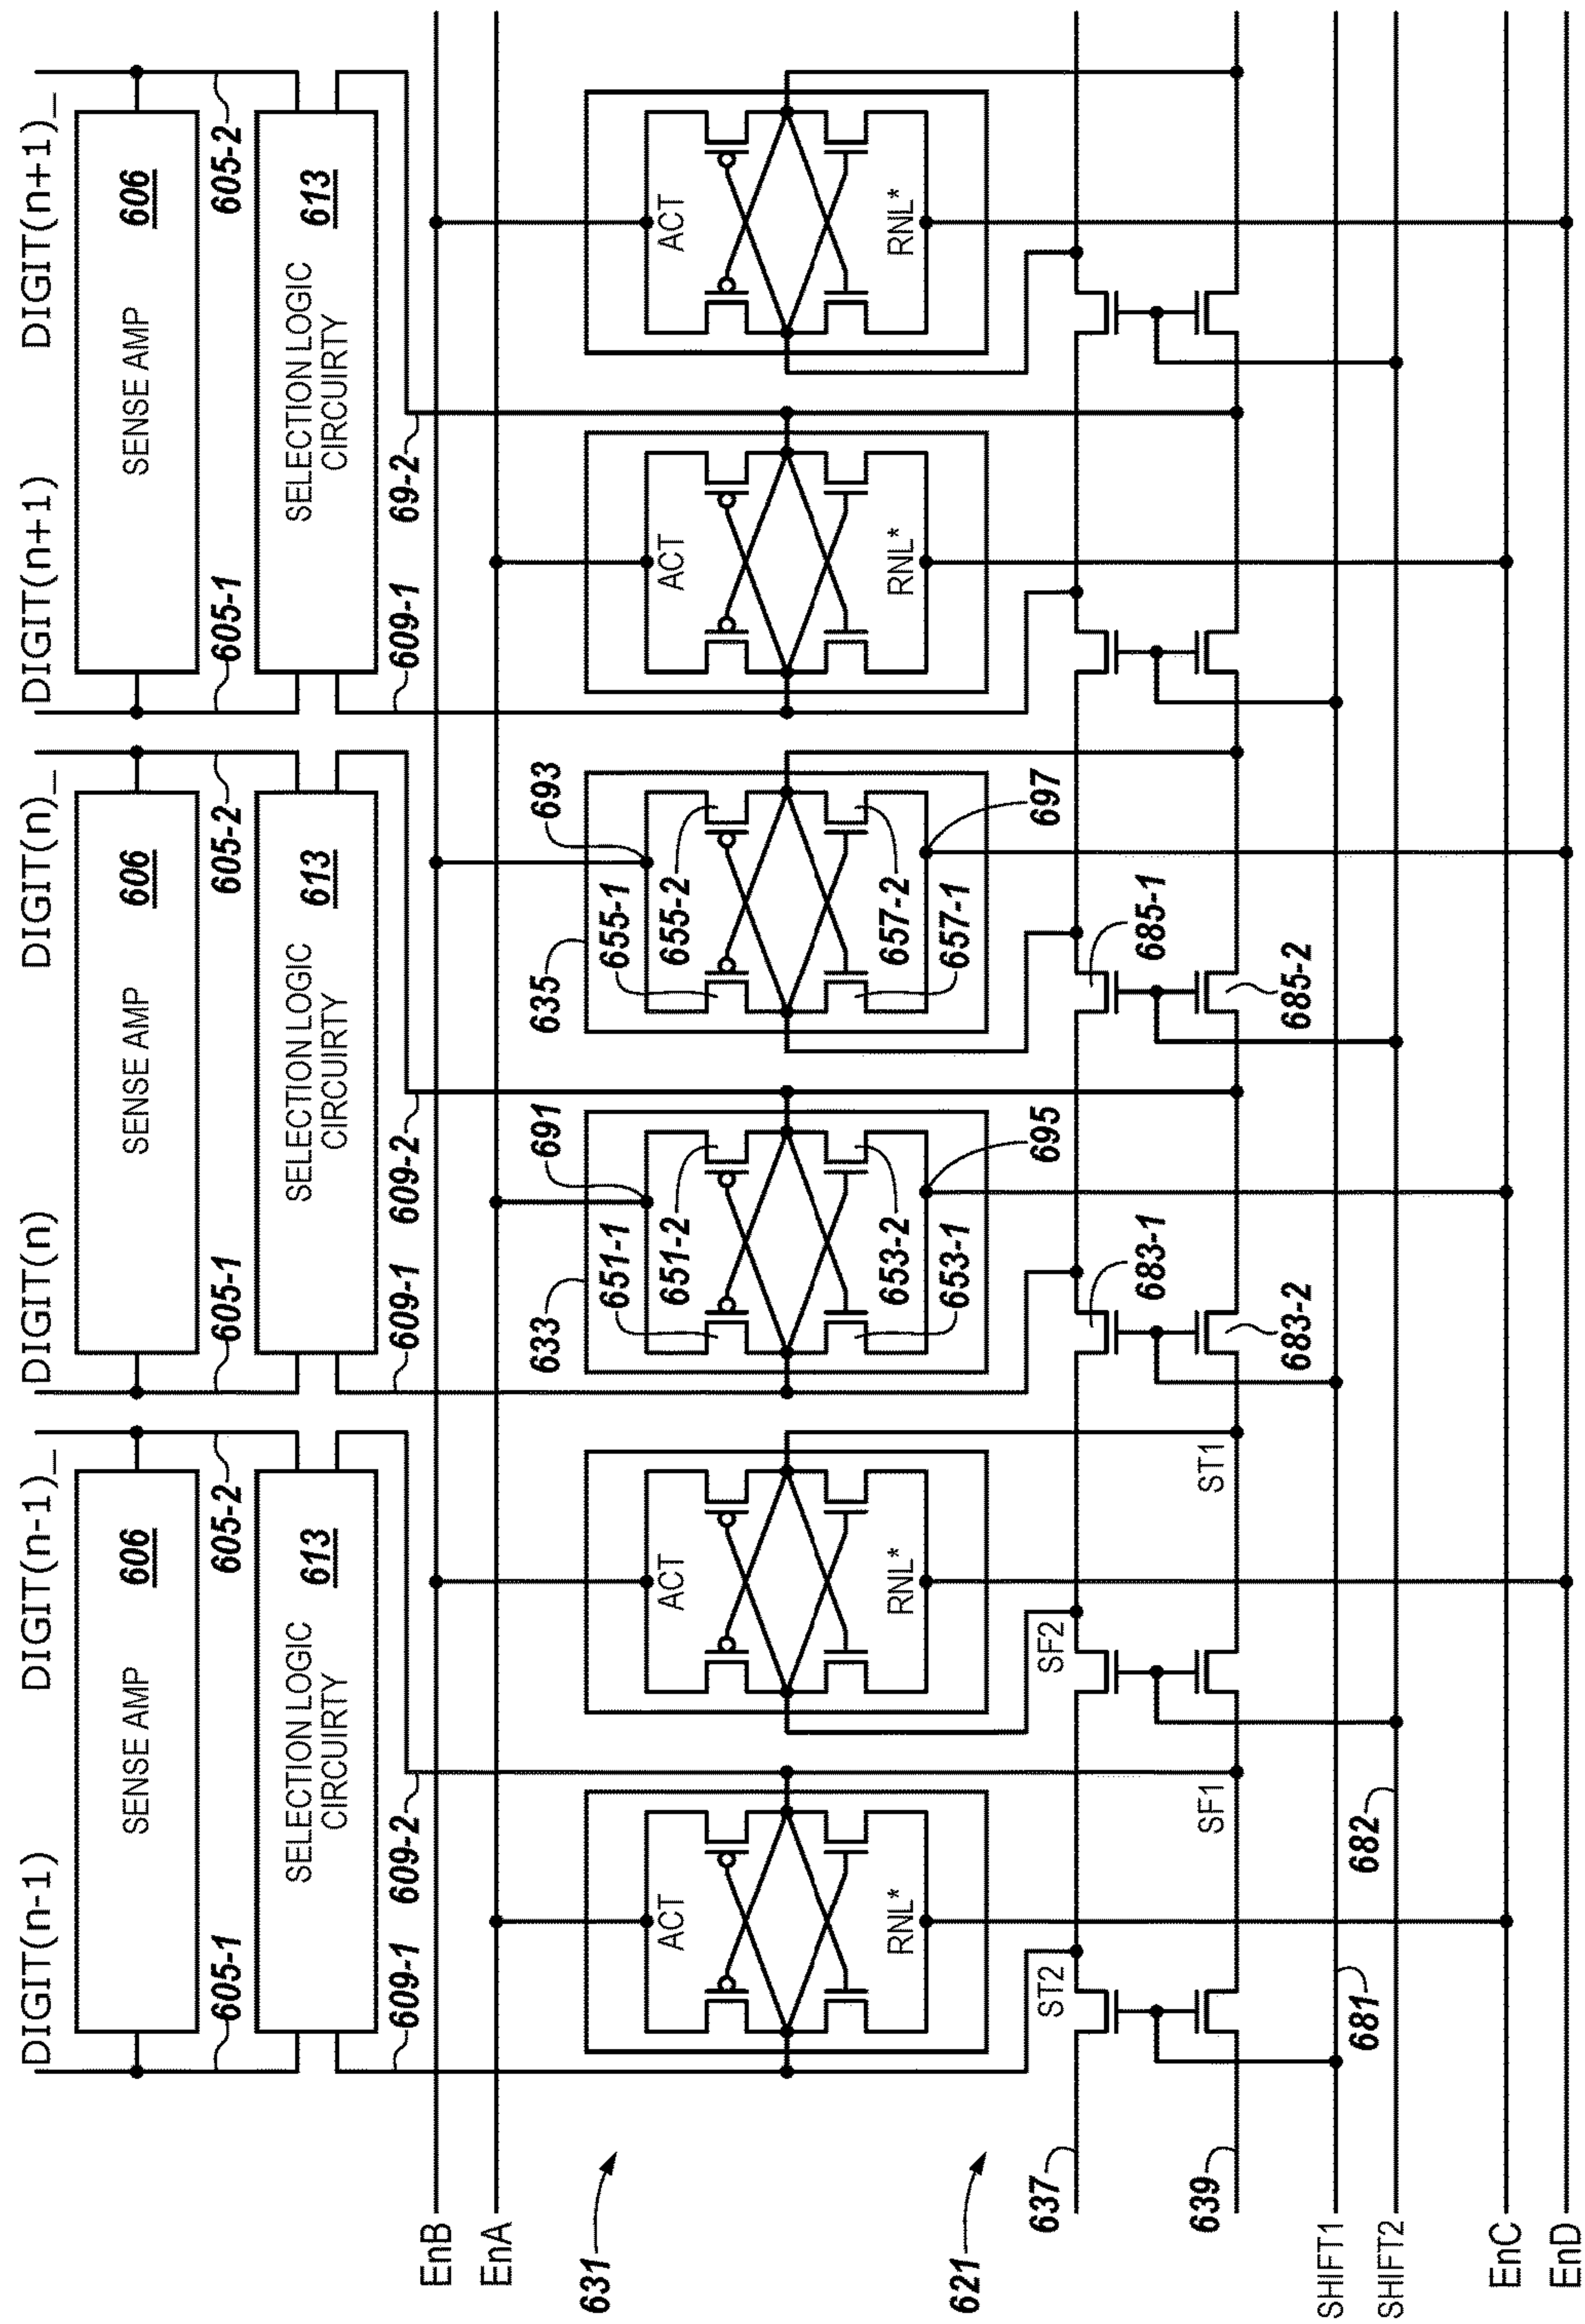 DIGIT(n-1)
DIGIT(n-1)_
DIGIT(n)
DIGIT(n)_
DIGIT(n+1)
DIGIT(n+1)_
SENSE AMP
606
SENSE AMP
606
SENSE AMP
606
605-1
605-2
605-1
605-2
605-1
605-2
SELECTION LOGIC
CIRCUIRTY
613
SELECTION LOGIC
CIRCUIRTY
613
SELECTION LOGIC
CIRCUIRTY
613
609-1
609-2
609-1
609-2
609-1
69-2
EnB
EnA
633
691
635
693
631
651-1
655-1
ACT
ACT
651-2
655-2
ACT
ACT
653-2
657-2
RNL*
RNL*
RNL*
RNL*
653-1
657-1
621
695
697
637
ST2
SF2
683-1
685-1
639
SF1
ST1
683-2
685-2
SHIFT1
681
682
SHIFT2
EnC
EnD